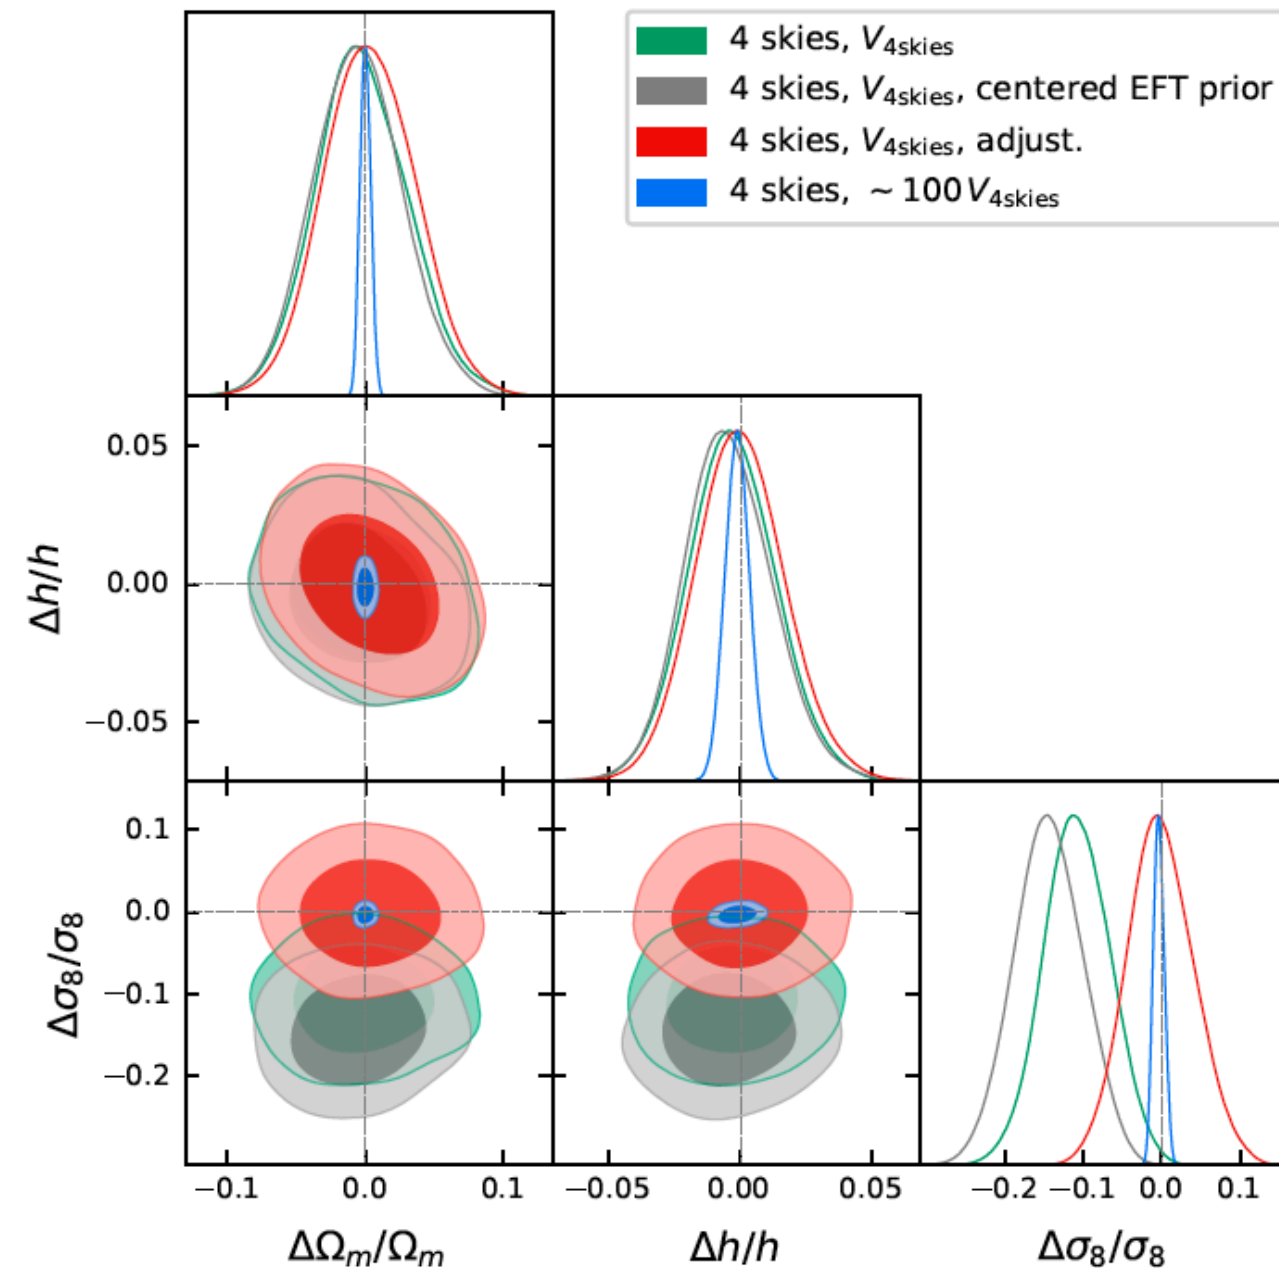 4 skies, V4skies
4 skies, V4skies, centered EFT prior
4 skies, V4skies, adjust.
4 skies, ~ 100V4skies
0.05
0.00
−0.05
Δh/h
0.1
0.0
−0.1
−0.2
Δσ8/σ8
−0.1 0.0 0.1
−0.05 0.00 0.05
−0.2 −0.1 0.0 0.1
ΔΩm/Ωm
Δh/h
Δσ8/σ8